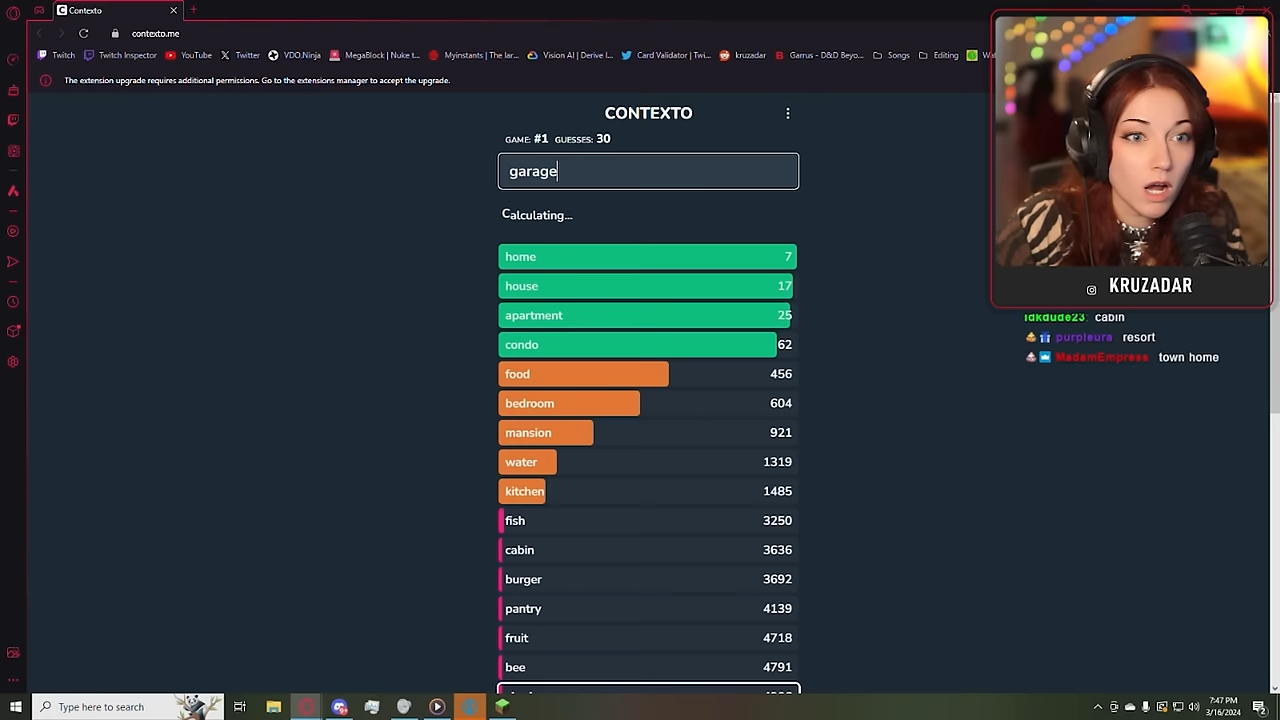 Contexto
contexto.me
Twitch
Twitch Inspector
YouTube
Twitter
VDO.Ninja
MegaBlock | Nuke t...
Myinstants | The lar...
Vision AI | Derive I...
Card Validator | Twi...
kruzadar
Garrus - D&D Beyo...
Songs
Editing
The extension upgrade requires additional permissions. Go to the extensions manager to accept the upgrade.
CONTEXTO
GAME: #1 GUESSES: 30
garage
Calculating...
home 7
house 17
apartment 25
condo 62
food 456
bedroom 604
mansion 921
water 1319
kitchen 1485
fish 3250
cabin 3636
burger 3692
pantry 4139
fruit 4718
bee 4791
KRUZADAR
idkdude23: cabin
purpleura resort
MadamEmpress town home
Type here to search
7:47 PM
3/16/2024
2